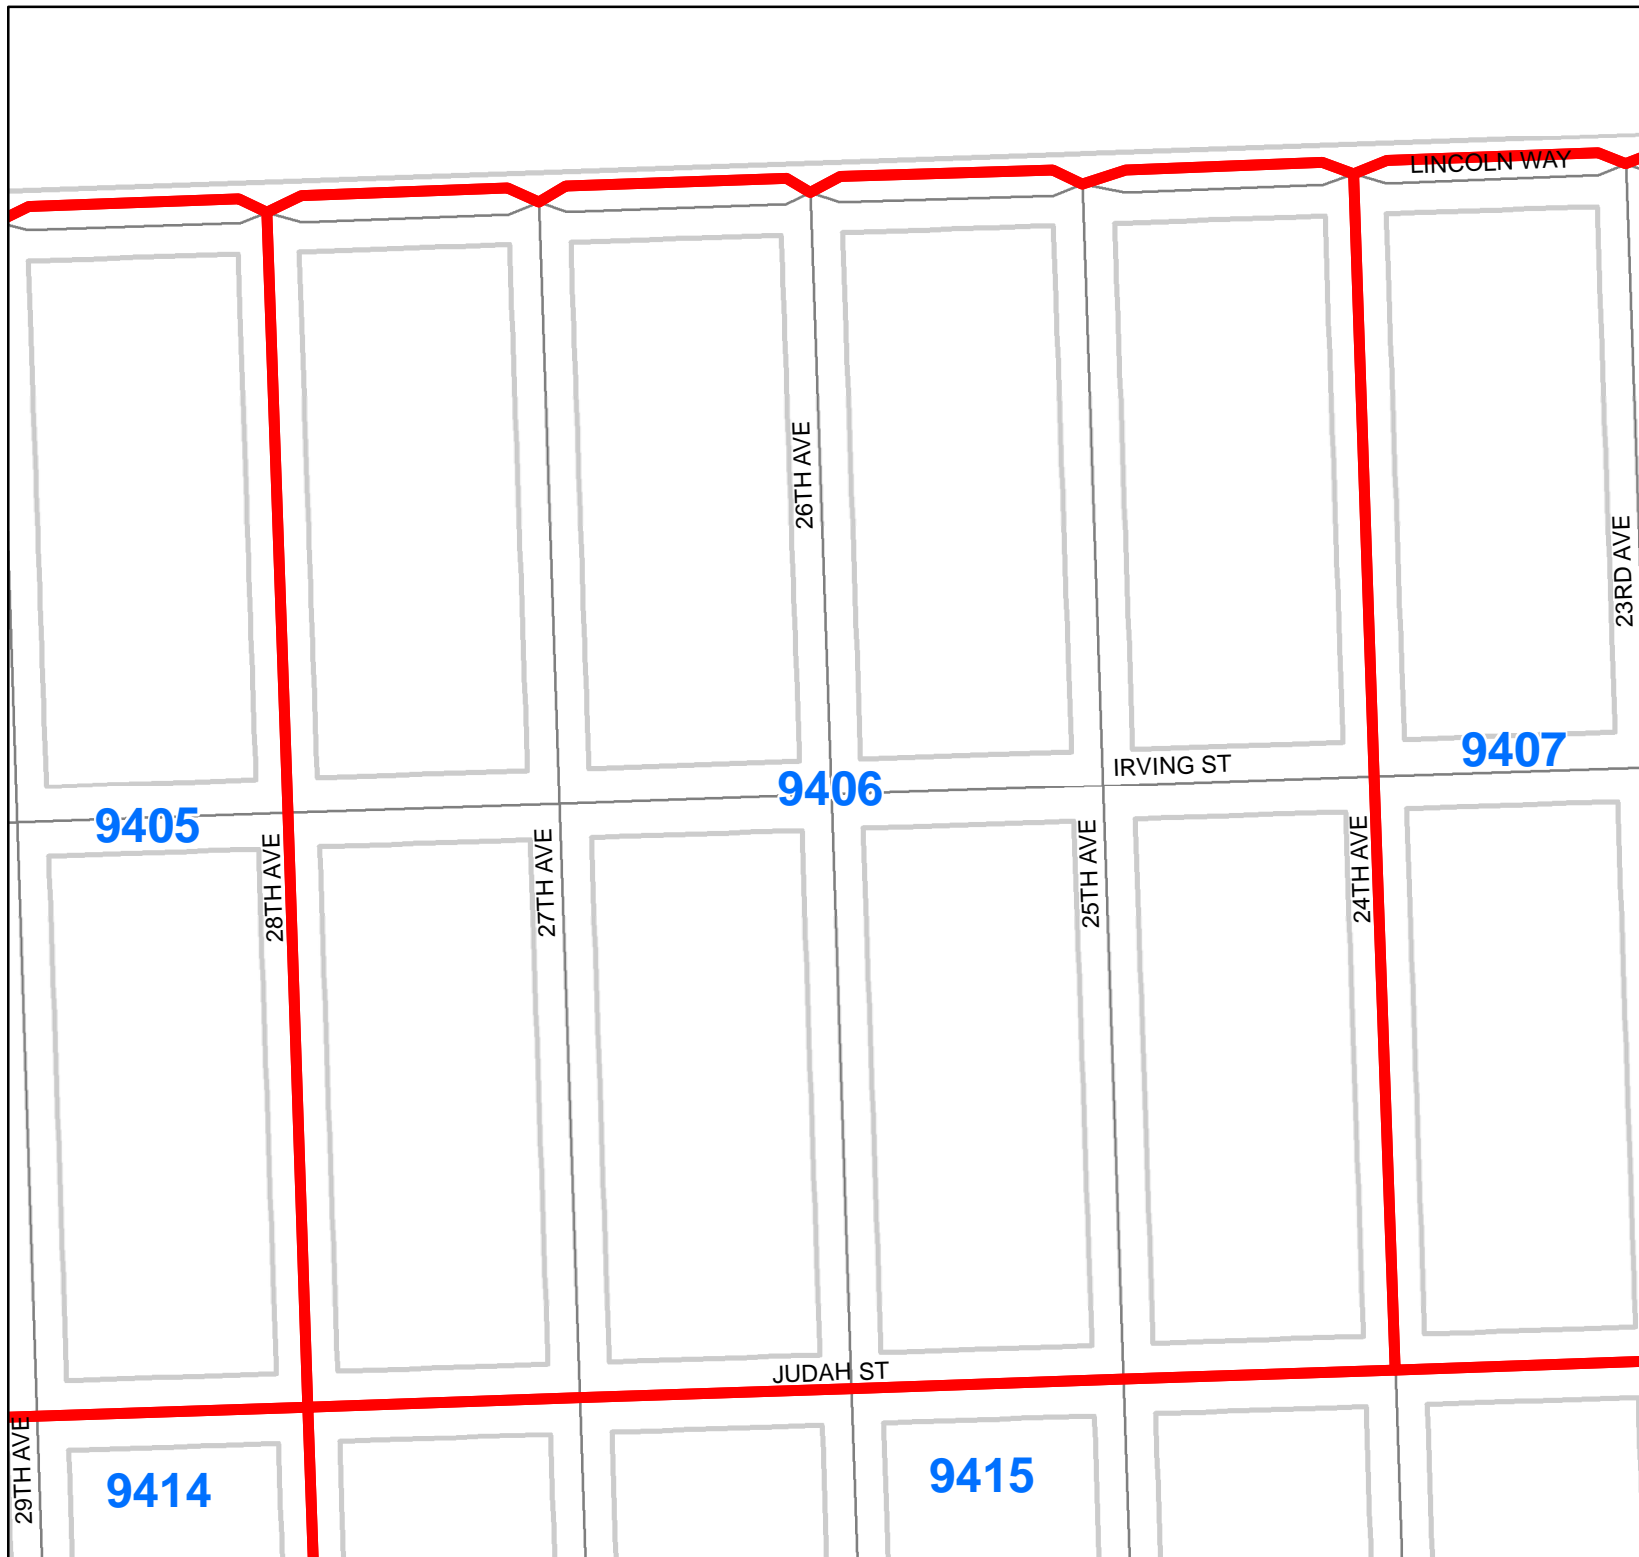 LINCOLN WAY
26TH AVE
23RD AVE
9407
IRVING ST
9406
9405
28TH AVE
27TH AVE
25TH AVE
24TH AVE
JUDAH ST
29TH AVE
9414
9415